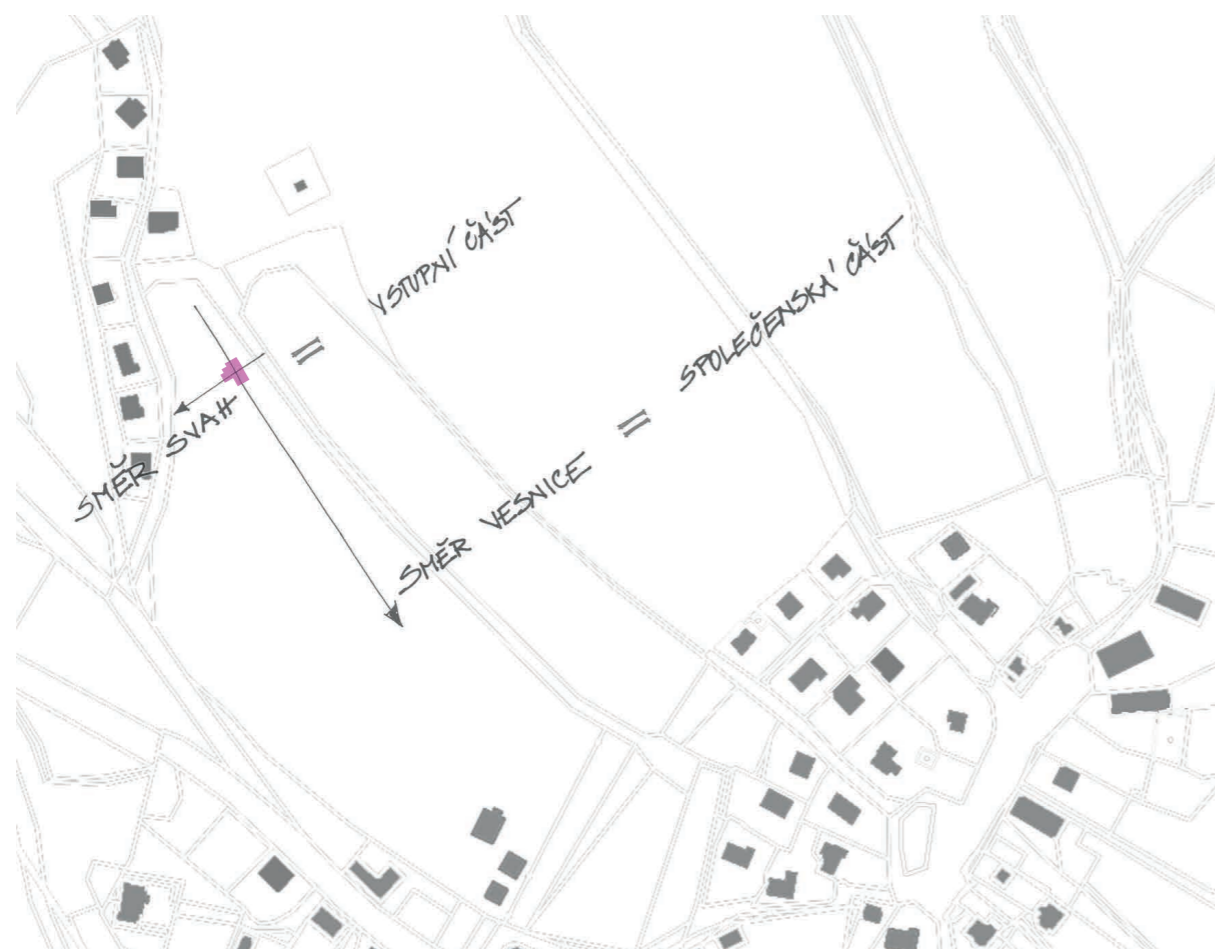 SMĚR SVAH = VSTUPNÍ ČÁST
SMĚR VESNICE = SPOLEČENSKÁ ČÁST